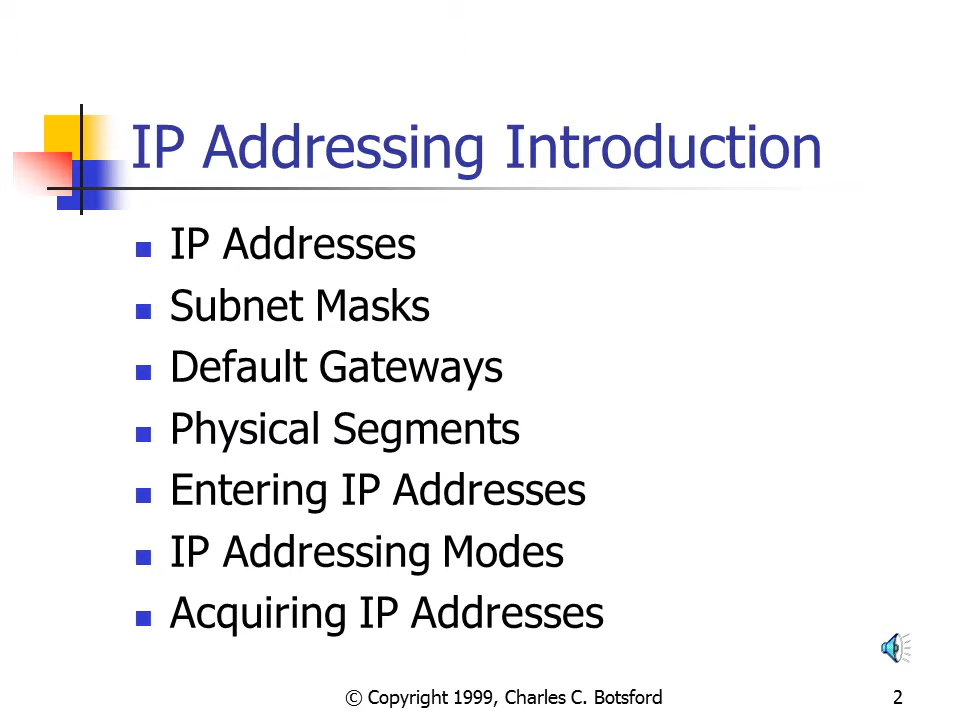 IP Addressing Introduction
IP Addresses
Subnet Masks
Default Gateways
Physical Segments
Entering IP Addresses
IP Addressing Modes
Acquiring IP Addresses
© Copyright 1999, Charles C. Botsford
2